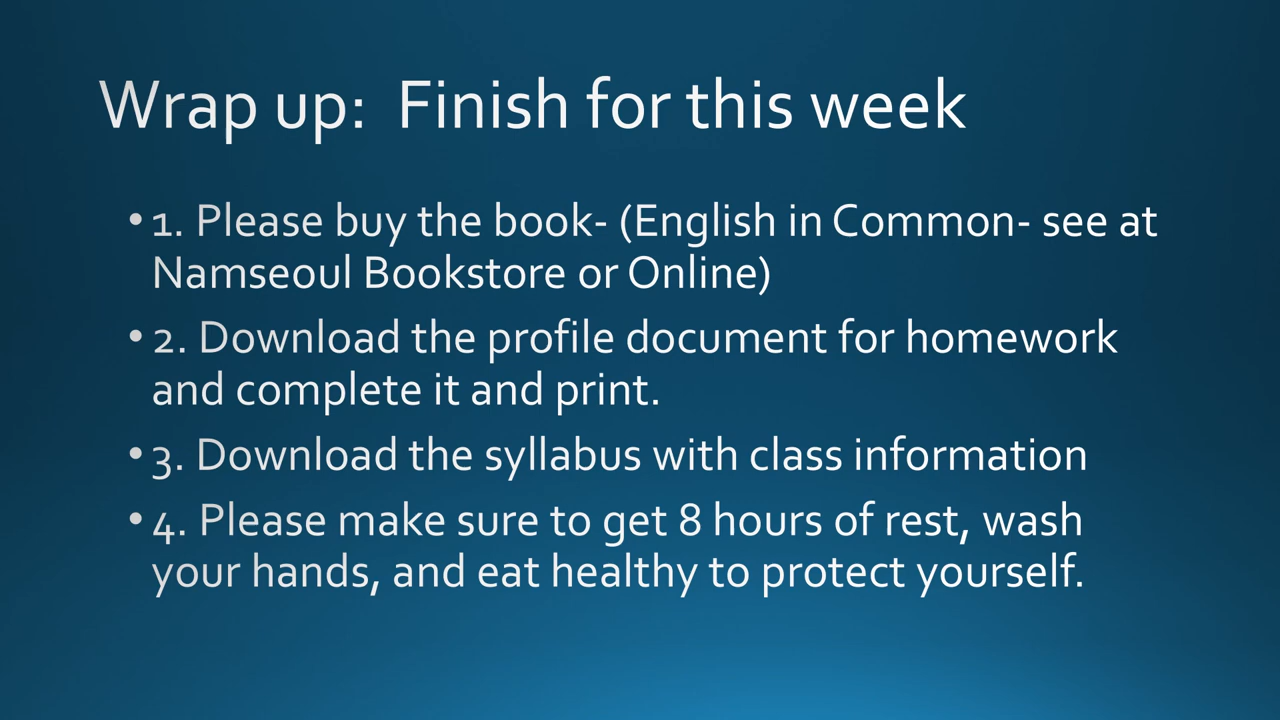 Wrap up:  Finish for this week
• 1. Please buy the book- (English in Common- see at
Namseoul Bookstore or Online)
• 2. Download the profile document for homework
and complete it and print.
• 3. Download the syllabus with class information
• 4. Please make sure to get 8 hours of rest, wash
your hands, and eat healthy to protect yourself.